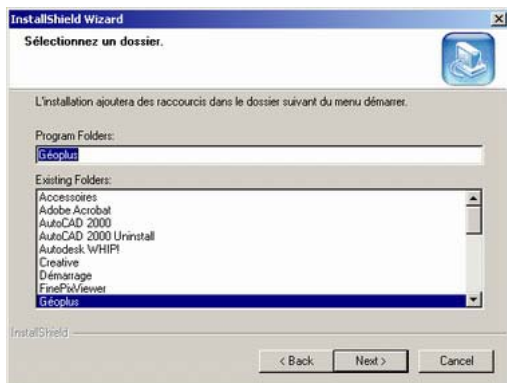 InstallShield Wizard
Sélectionnez un dossier.
L'installation ajoutera des raccourcis dans le dossier suivant du menu démarrer.
Program Folders:
Géoplus
Existing Folders:
Accessoires
Adobe Acrobat
AutoCAD 2000
AutoCAD 2000 Uninstall
Autodesk WHIP!
Creative
Démarrage
FinePixViewer
Géoplus
InstallShield
< Back Next > Cancel